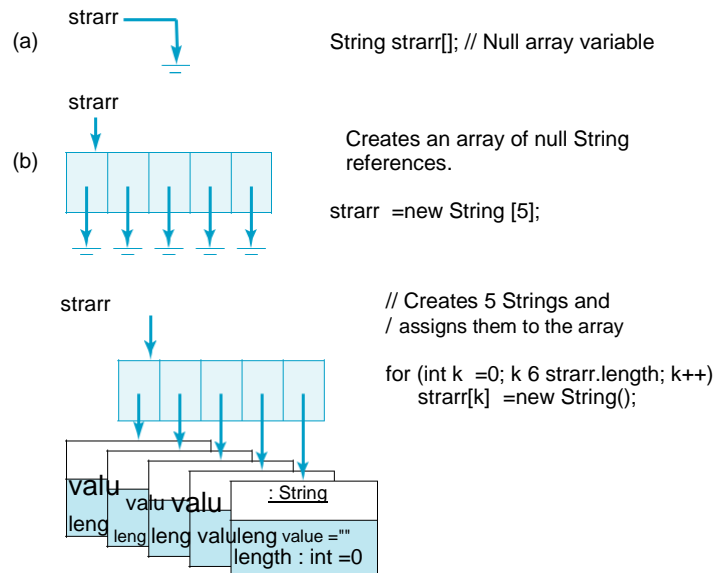 strarr
(a)
String strarr[]; // Null array variable
strarr
(b)
Creates an array of null String
references.
strarr =new String [5];
strarr
// Creates 5 Strings and
/ assigns them to the array
for (int k =0; k 6 strarr.length; k++)
strarr[k] =new String();
: String
valu
leng
valu
leng
valu
leng
valu
leng
value =""
length : int =0